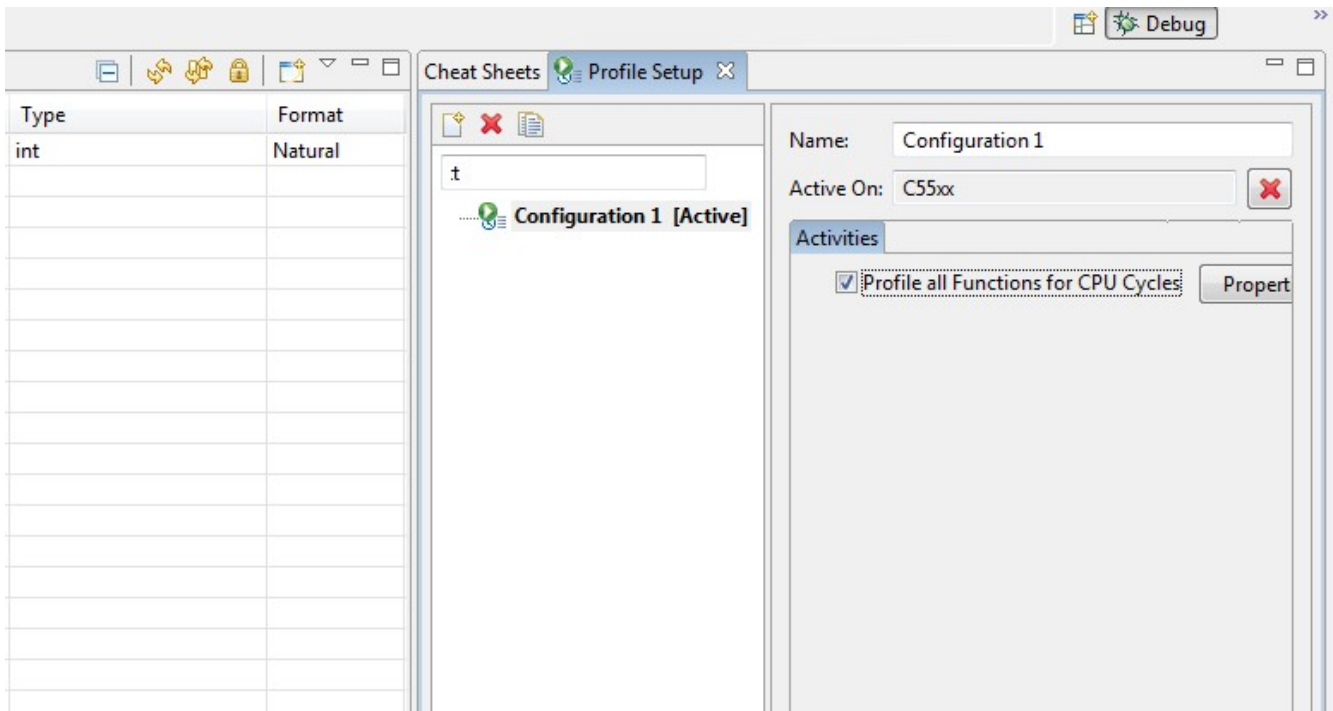 Debug
Type
Format
int
Natural
Cheat Sheets
Profile Setup
:t
Configuration 1 [Active]
Name:
Configuration 1
Active On:
C55xx
Activities
Profile all Functions for CPU Cycles
Propert